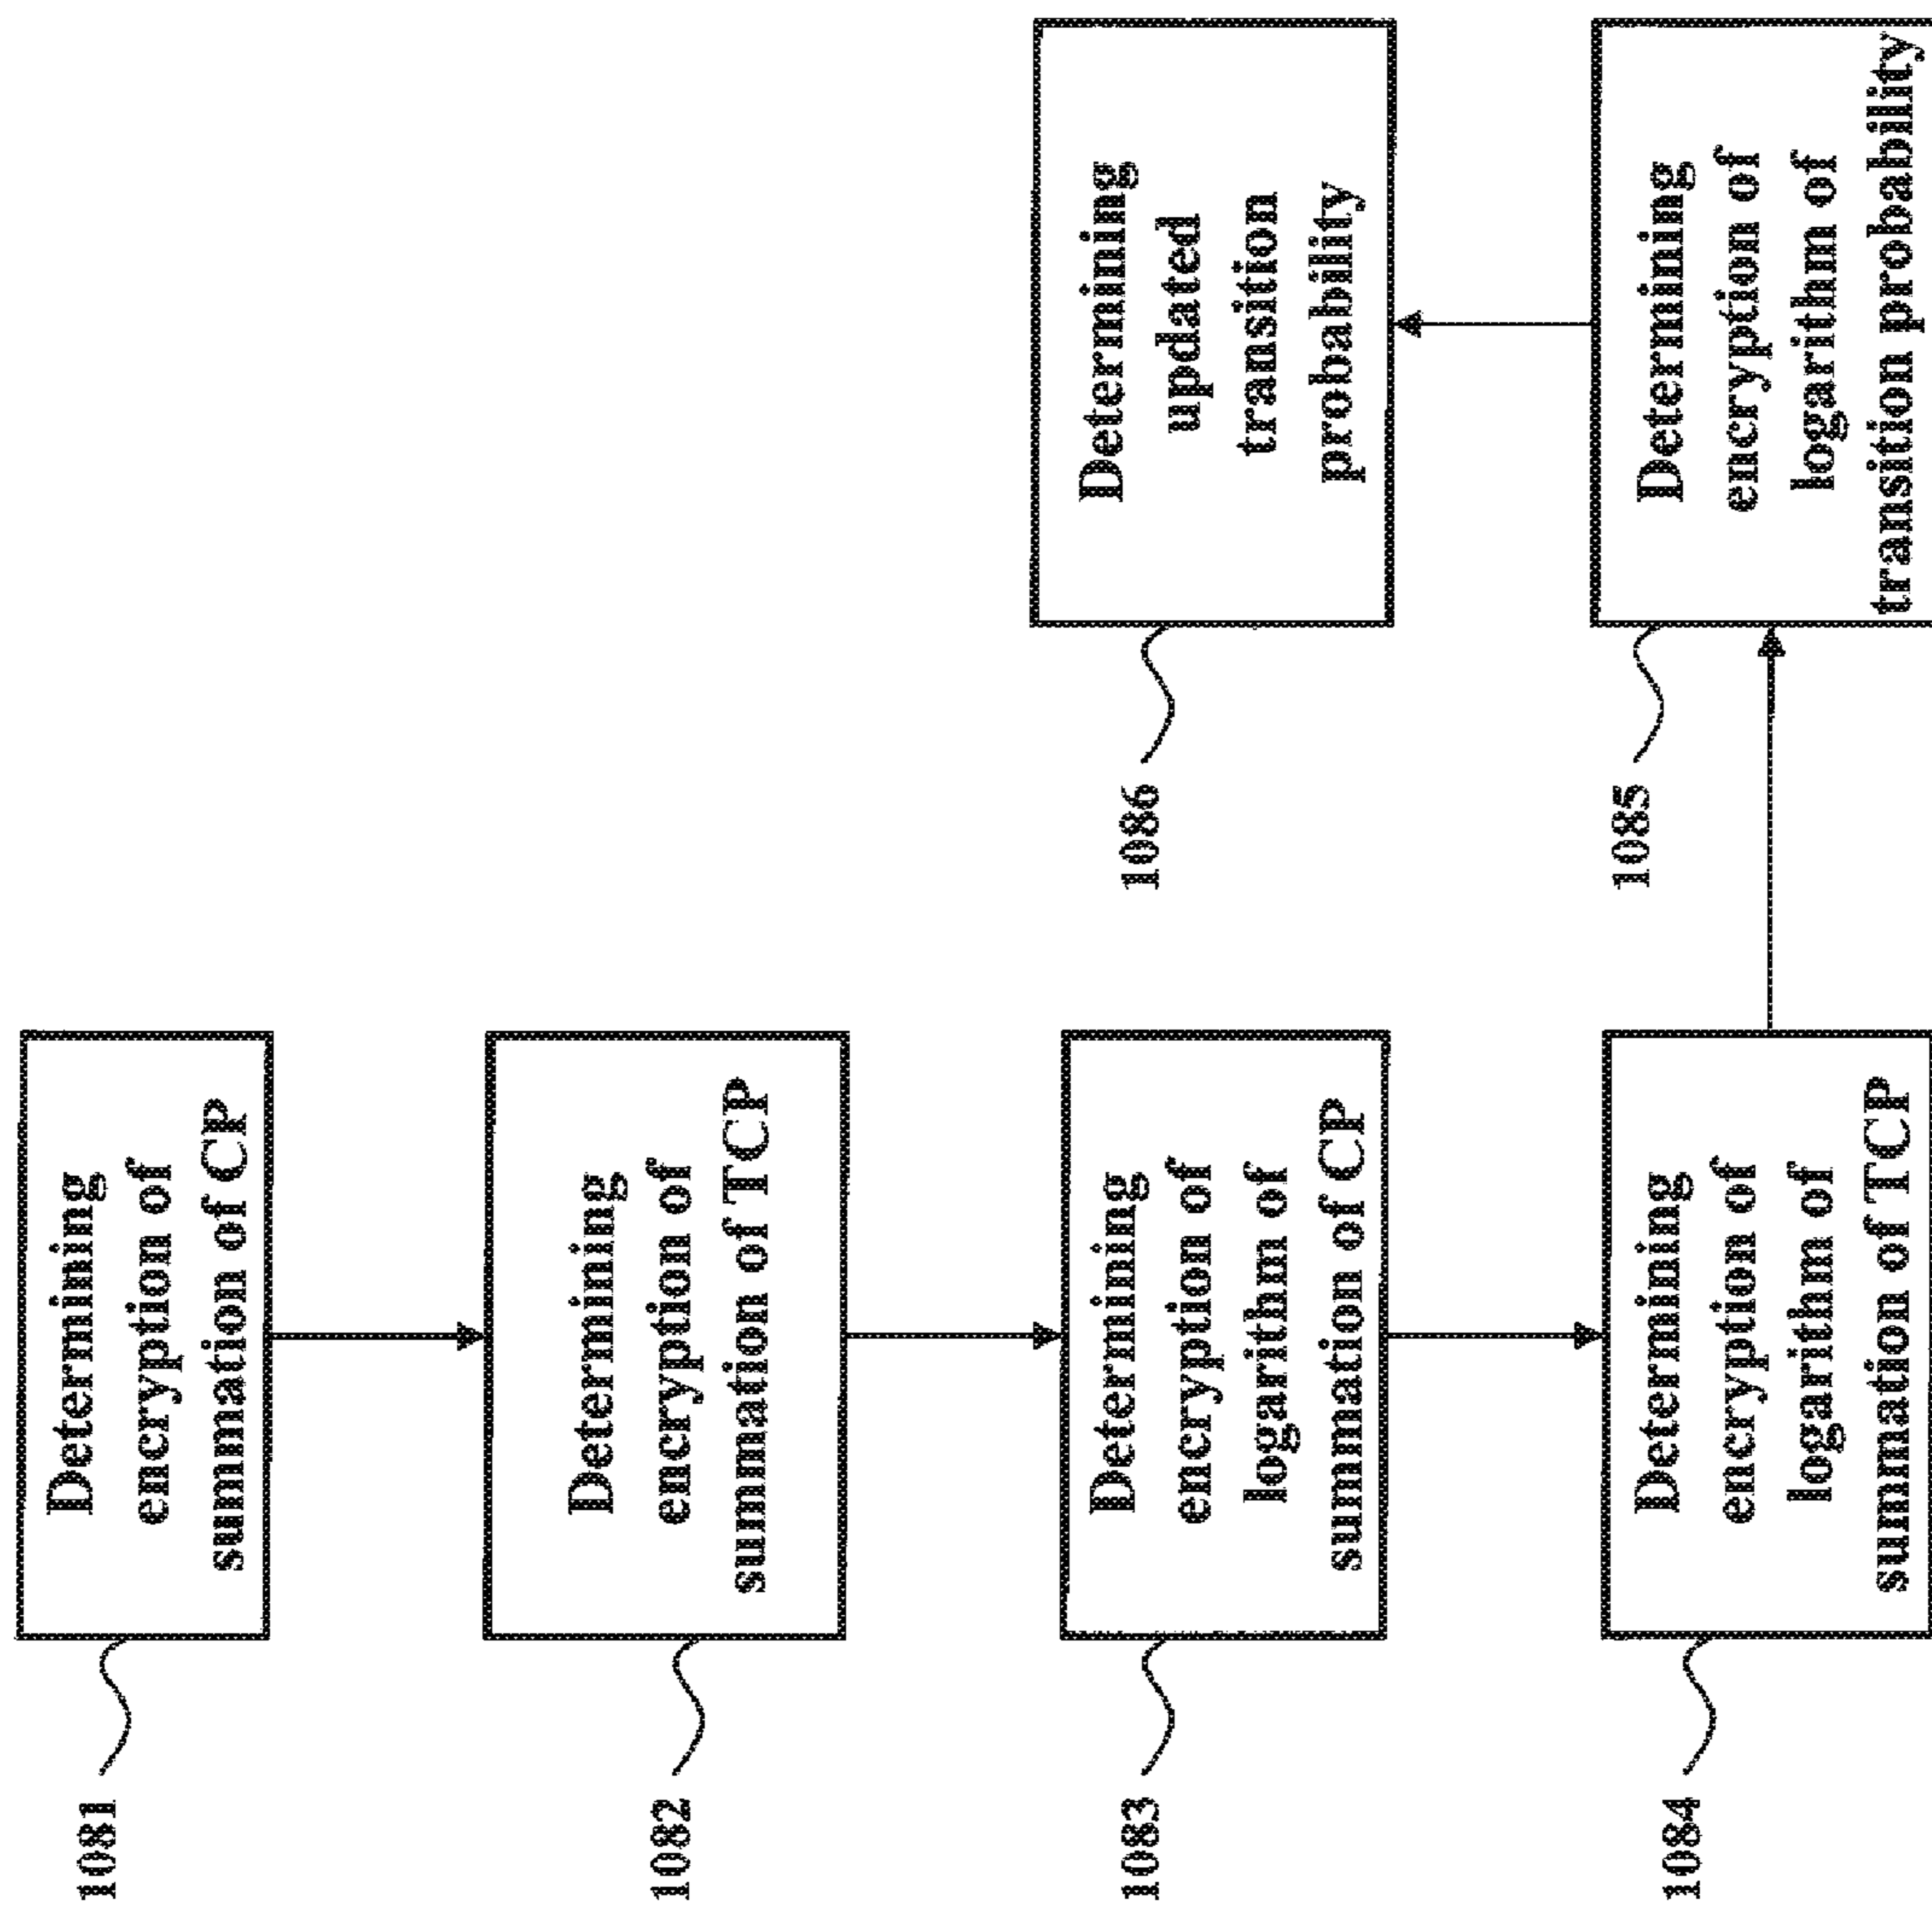 1081
Determining
encryption of
summation of CP
1082
Determining
encryption of
summation of TCP
1083
Determining
encryption of
logarithm of
summation of CP
1084
Determining
encryption of
logarithm of
summation of TCP
1085
Determining
encryption of
logarithm of
transition probability
1086
Determining
updated
transition
probability